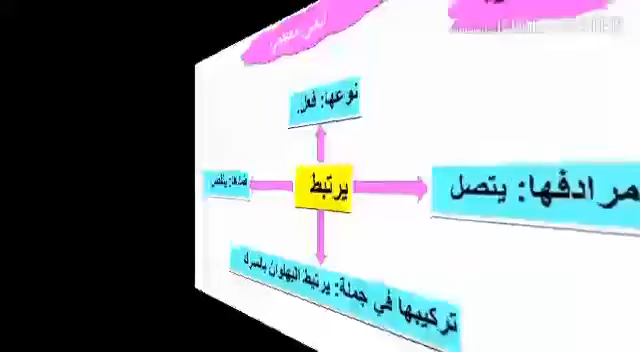 نوعها: فعل.
يرتبط
مرادفها: يتصل
ضدها: ينفصل
تركيبها في جملة: يرتبط البهلوان بالسرك